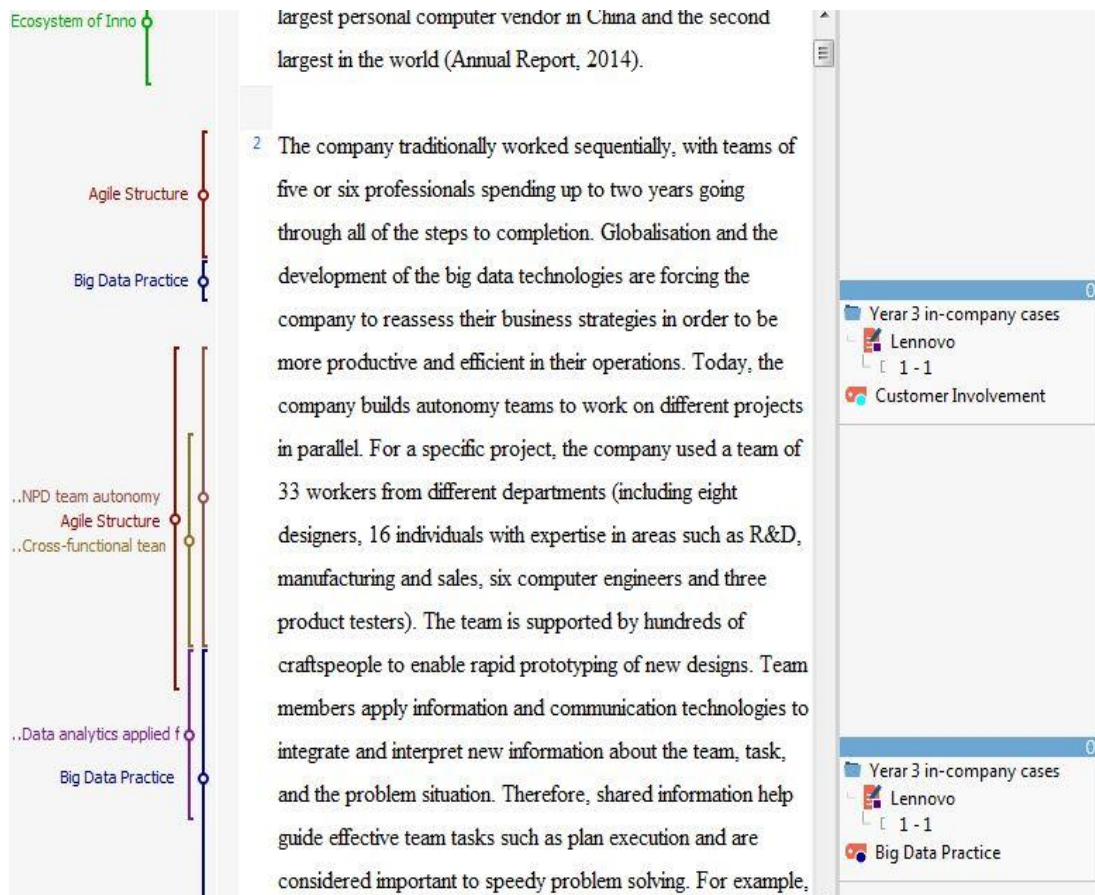 Ecosystem of Inno
Agile Structure
Big Data Practice
..NPD team autonomy
Agile Structure
..Cross-functional tean
..Data analytics applied f
Big Data Practice
largest personal computer vendor in China and the second
largest in the world (Annual Report, 2014).
2 The company traditionally worked sequentially, with teams of
five or six professionals spending up to two years going
through all of the steps to completion. Globalisation and the
development of the big data technologies are forcing the
company to reassess their business strategies in order to be
more productive and efficient in their operations. Today, the
company builds autonomy teams to work on different projects
in parallel. For a specific project, the company used a team of
33 workers from different departments (including eight
designers, 16 individuals with expertise in areas such as R&D,
manufacturing and sales, six computer engineers and three
product testers). The team is supported by hundreds of
craftspeople to enable rapid prototyping of new designs. Team
members apply information and communication technologies to
integrate and interpret new information about the team, task,
and the problem situation. Therefore, shared information help
guide effective team tasks such as plan execution and are
considered important to speedy problem solving. For example,
0
Yerar 3 in-company cases
Lennovo
1 - 1
Customer Involvement
0
Yerar 3 in-company cases
Lennovo
1 - 1
Big Data Practice